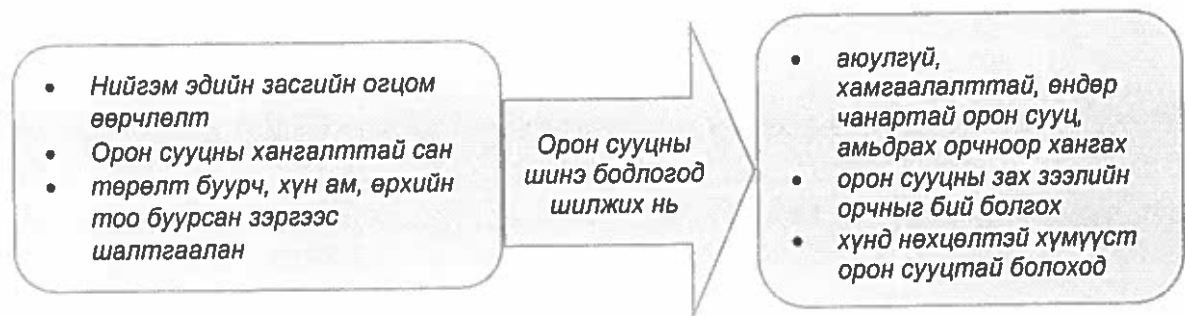 • Нийгэм эдийн засгийн огцом
өөрчлөлт
• Орон сууцны хангалттай сан
• төрөлт буурч, хүн ам, өрхийн
тоо буурсан зэргээс
шалтгаалан
Орон сууцны
шинэ бодлогод
шилжих нь
• аюулгүй,
хамгаалалттай, өндөр
чанартай орон сууц,
амьдрах орчноор хангах
• орон сууцны зах зээлийн
орчныг бий болгох
• хүнд нөхцөлтэй хүмүүст
орон сууцтай болоход